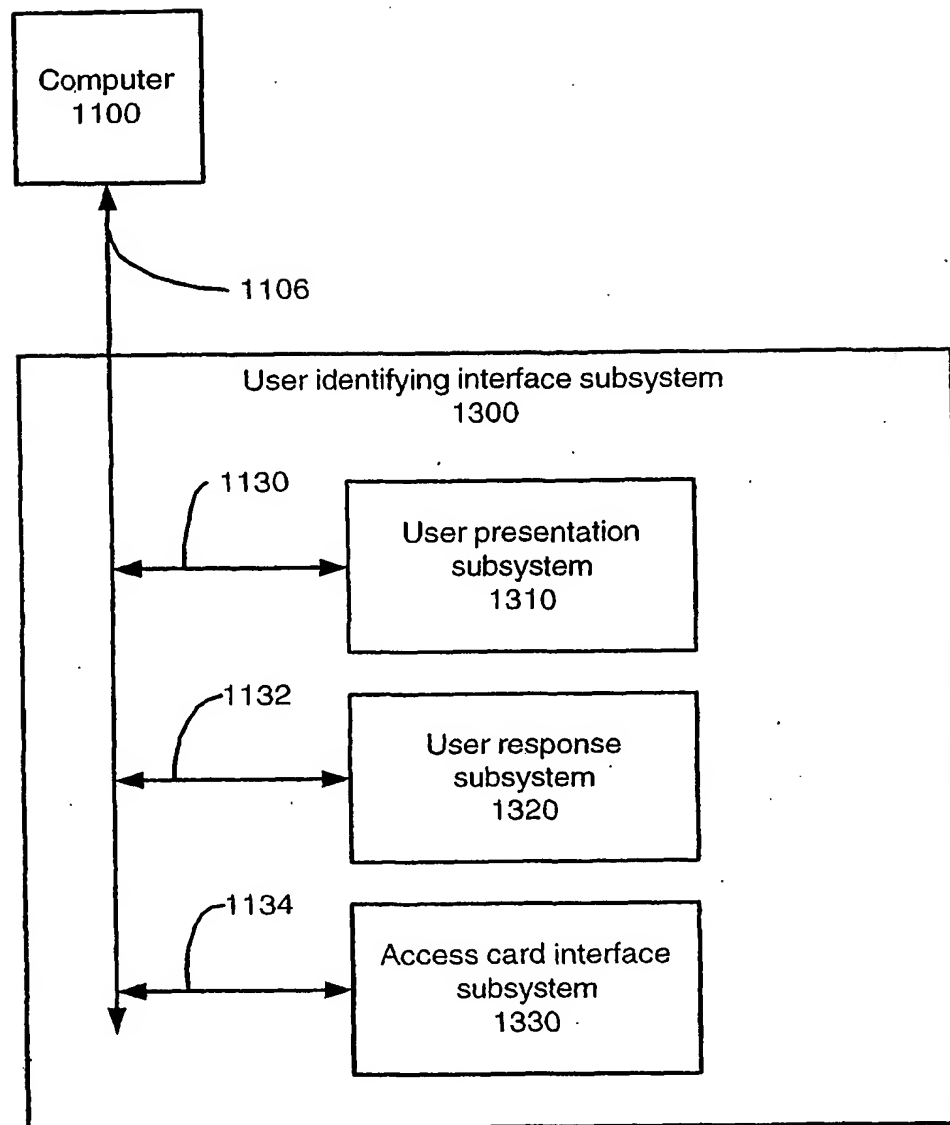 Computer
1100
1106
User identifying interface subsystem
1300
1130
User presentation
subsystem
1310
1132
User response
subsystem
1320
1134
Access card interface
subsystem
1330